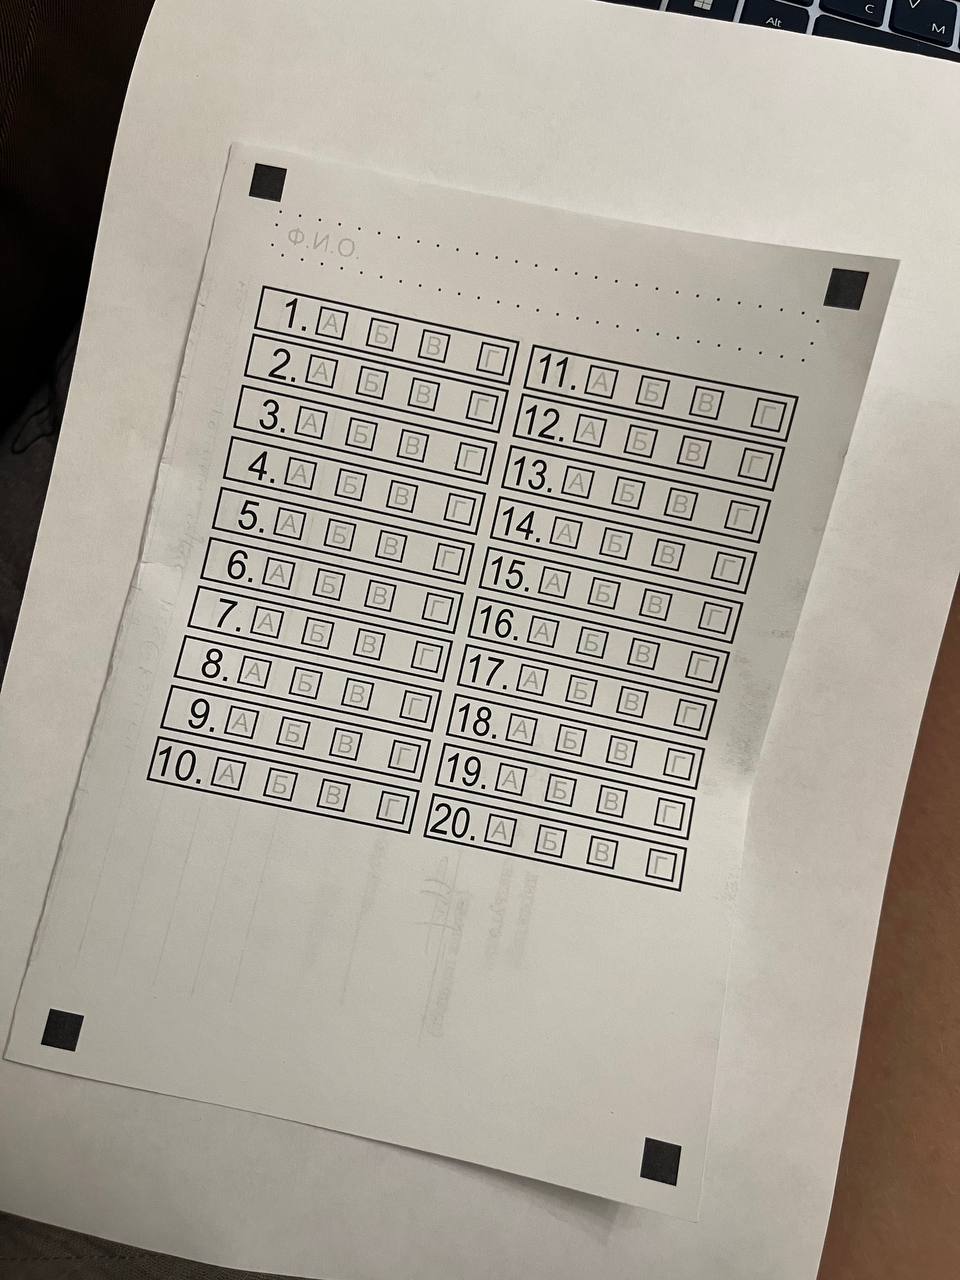 Alt
C
V
M
Ф.И.О.
1. А Б В Г
2. А Б В Г
3. А Б В Г
4. А Б В Г
5. А Б В Г
6. А Б В Г
7. А Б В Г
8. А Б В Г
9. А Б В Г
10. А Б В Г
11. А Б В Г
12. А Б В Г
13. А Б В Г
14. А Б В Г
15. А Б В Г
16. А Б В Г
17. А Б В Г
18. А Б В Г
19. А Б В Г
20. А Б В Г